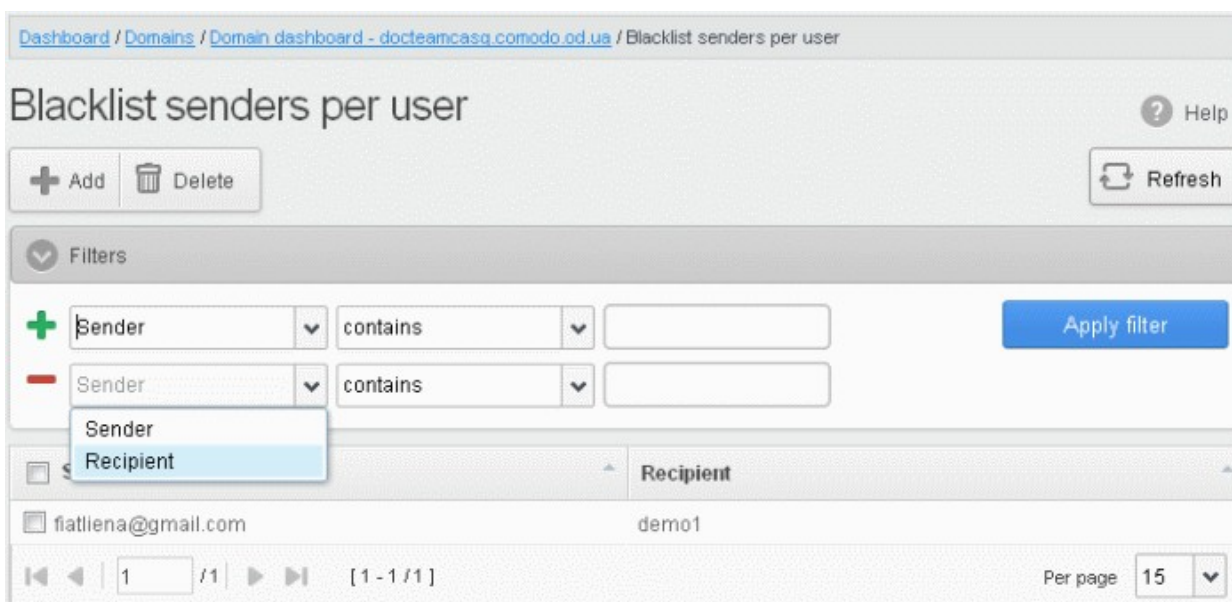 Dashboard / Domains / Domain dashboard - docteamcasg.comodo.od.ua / Blacklist senders per user
Blacklist senders per user
Help
Add Delete
Refresh
Filters
Sender contains
Apply filter
Sender contains
Sender
Recipient
S
Recipient
fiatliena@gmail.com demo1
1 /1 [1 - 1 / 1]
Per page 15